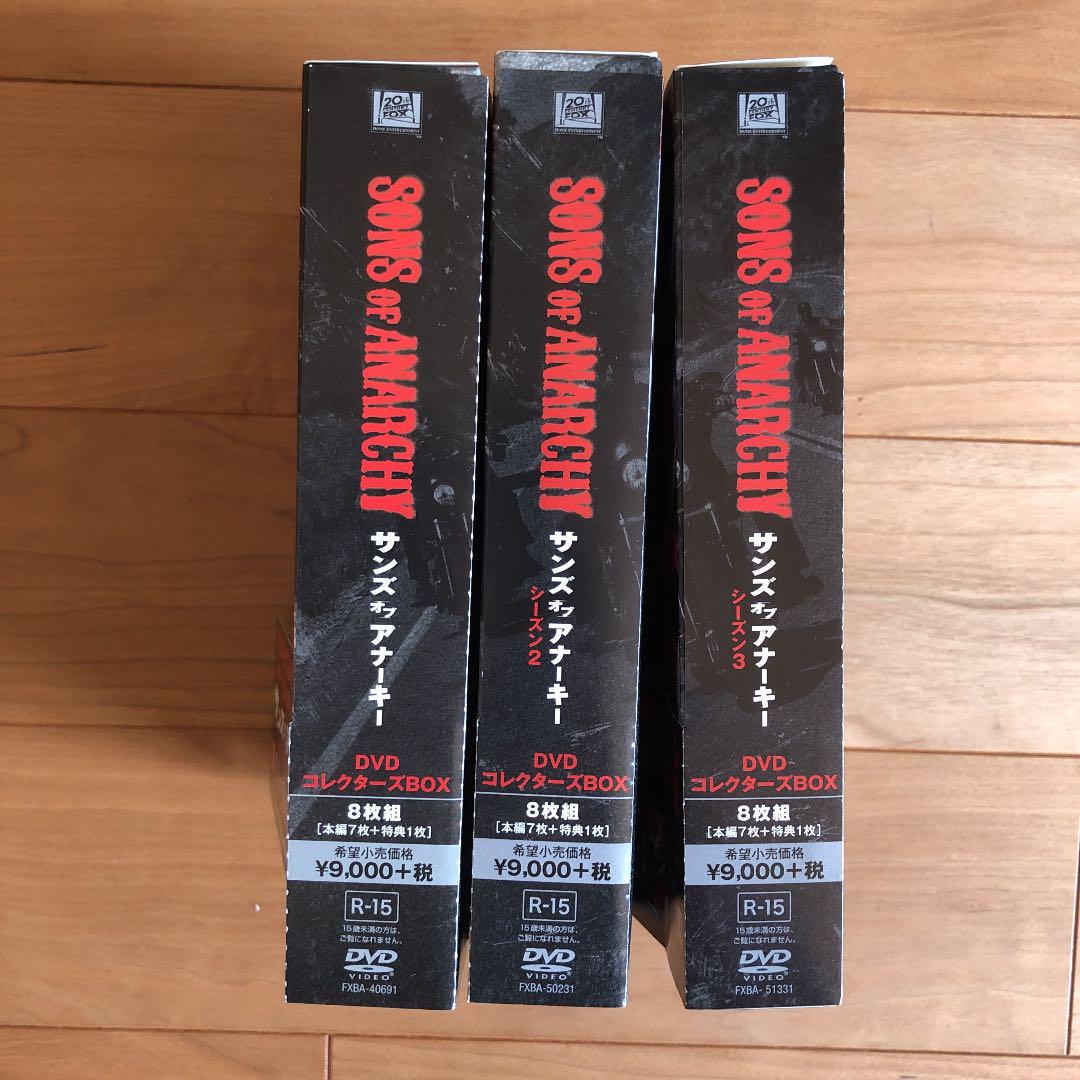 20th
CENTURY
FOX
HOME ENTERTAINMENT
SONS OF ANARCHY
サンズ オブ アナーキー
DVD
コレクターズBOX
8枚組
[本編7枚+特典1枚]
希望小売価格
¥9,000+税
R-15
15歳未満の方は、
ご覧になれません。
DVD
VIDEO
FXBA-40691
20th
CENTURY
FOX
HOME ENTERTAINMENT
SONS OF ANARCHY
サンズ オブ アナーキー
シーズン2
DVD
コレクターズBOX
8枚組
[本編7枚+特典1枚]
希望小売価格
¥9,000+税
R-15
15歳未満の方は、
ご覧になれません。
DVD
VIDEO
FXBA-50231
20th
CENTURY
FOX
HOME ENTERTAINMENT
SONS OF ANARCHY
サンズ オブ アナーキー
シーズン3
DVD
コレクターズBOX
8枚組
[本編7枚+特典1枚]
希望小売価格
¥9,000+税
R-15
15歳未満の方は、
ご覧になれません。
DVD
VIDEO
FXBA- 51331